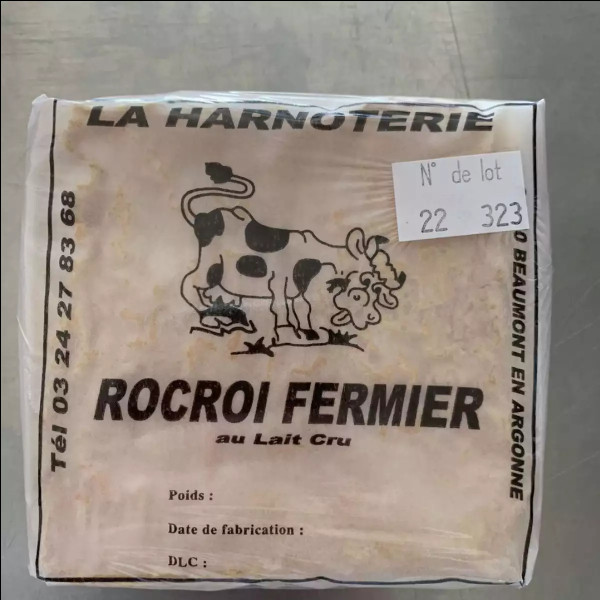 LA HARNOTERIE
N° de lot
22 323
Tél 03 24 27 83 68
0 BEAUMONT EN ARGONNE
ROCROI FERMIER
au Lait Cru
Poids :
Date de fabrication :
DLC :